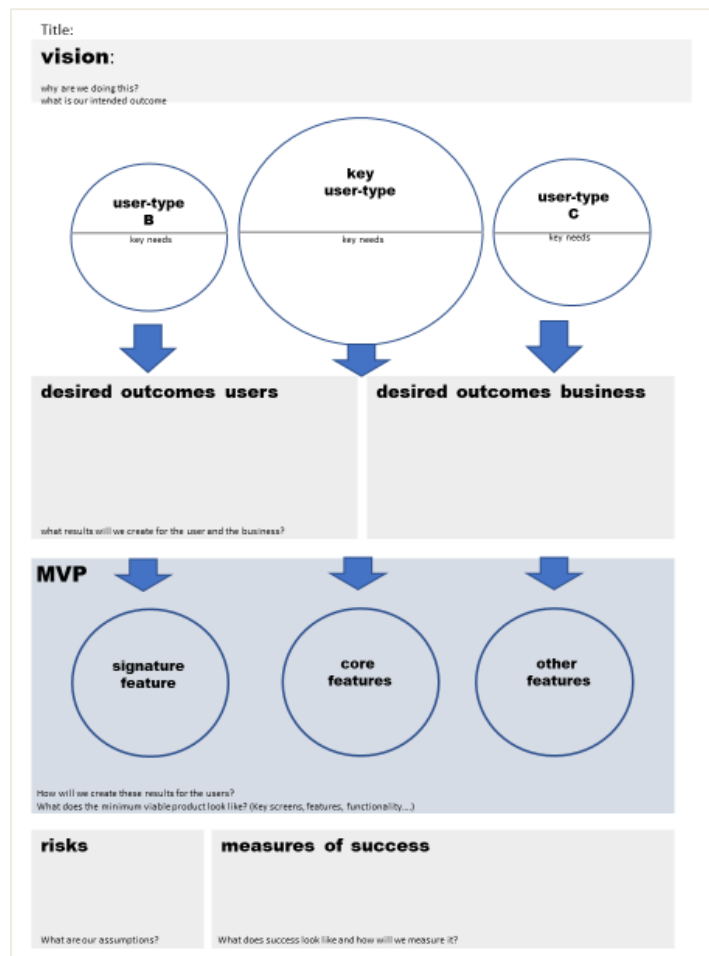 Title:
vision:
why are we doing this?
what is our intended outcome
key
user-type
user-type
B
user-type
C
key needs
key needs
key needs
desired outcomes users
desired outcomes business
what results will we create for the user and the business?
MVP
signature
feature
core
features
other
features
How will we create these results for the users?
What does the minimum viable product look like? (Key screens, features, functionality....)
risks
measures of success
What are our assumptions?
What does success look like and how will we measure it?